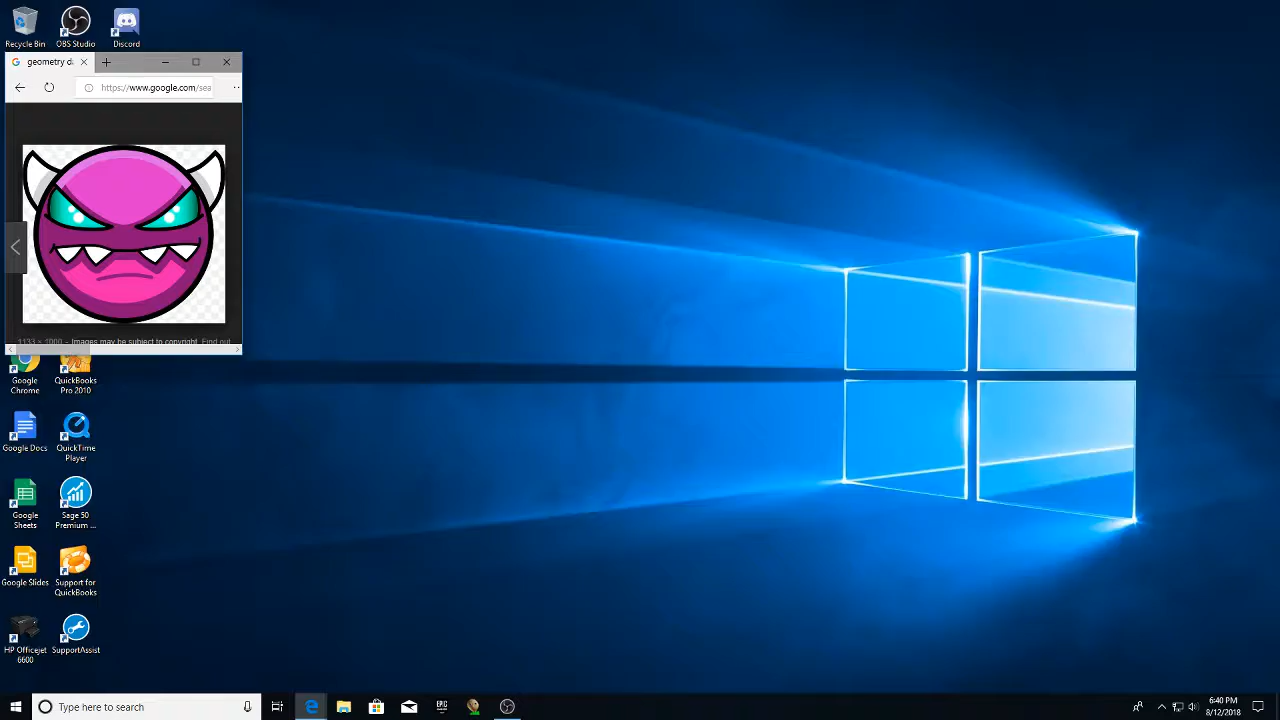 Recycle Bin
OBS Studio
Discord
geometry d
https://www.google.com/sea
1133 × 1000 - Images may be subject to copyright. Find out
Google Chrome
QuickBooks Pro 2010
Google Docs
QuickTime Player
Google Sheets
Sage 50 Premium ...
Google Slides
Support for QuickBooks
HP Officejet 6600
SupportAssist
Type here to search
EPIC
6:40 PM
8/12/2018